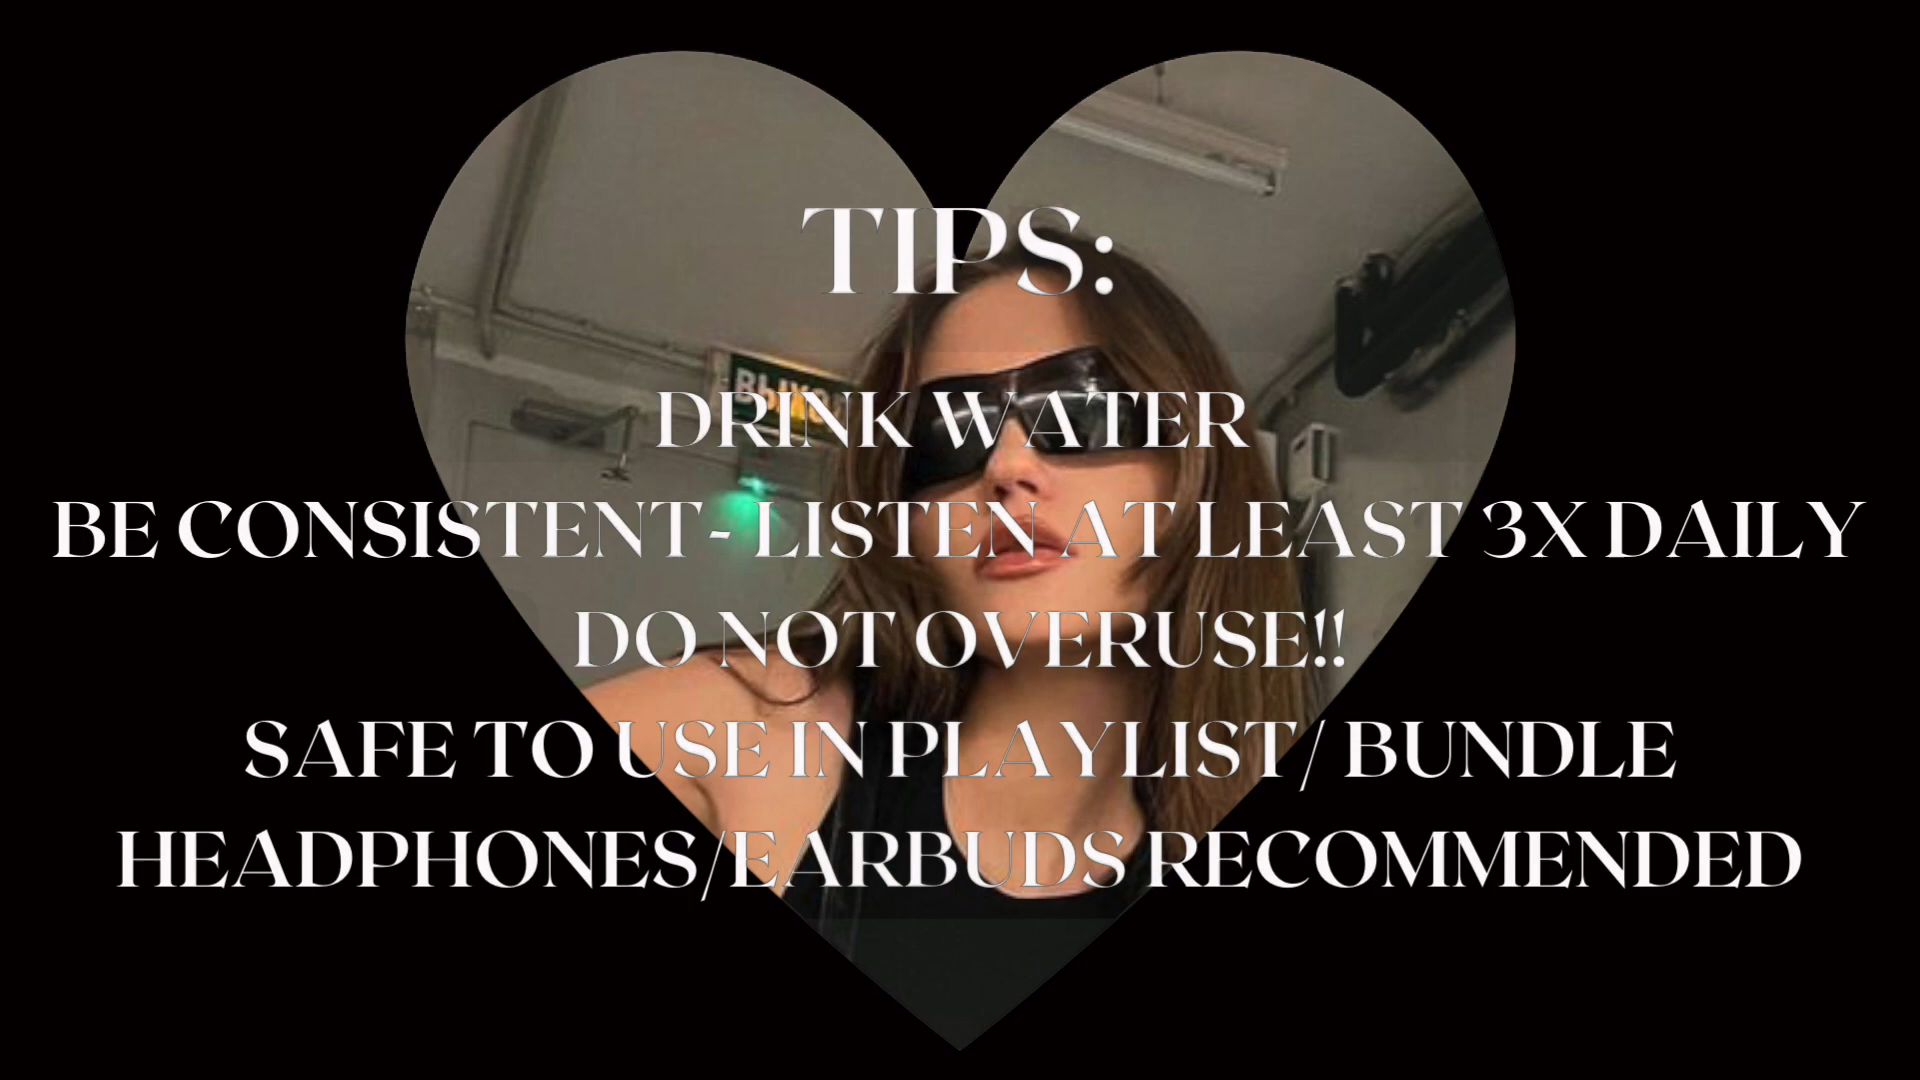 TIPS:
ВЫХО
DRINK WATER
BE CONSISTENT - LISTEN AT LEAST 3X DAILY
DO NOT OVERUSE!!
SAFE TO USE IN PLAYLIST/ BUNDLE
HEADPHONES/EARBUDS RECOMMENDED